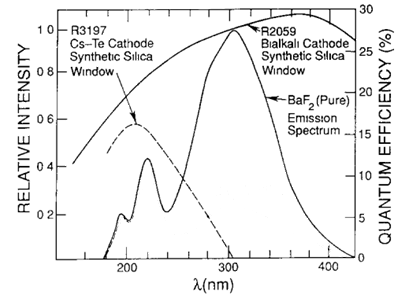 RELATIVE INTENSITY
1.0
0.8
0.6
0.4
0.2
R3197
Cs-Te Cathode
Synthetic Silica
Window
R2059
Bialkali Cathode
Synthetic Silica
Window
BaF2 (Pure)
Emission
Spectrum
30
25
20
15
10
5
0
QUANTUM EFFICIENCY (%)
200
300
400
λ(nm)